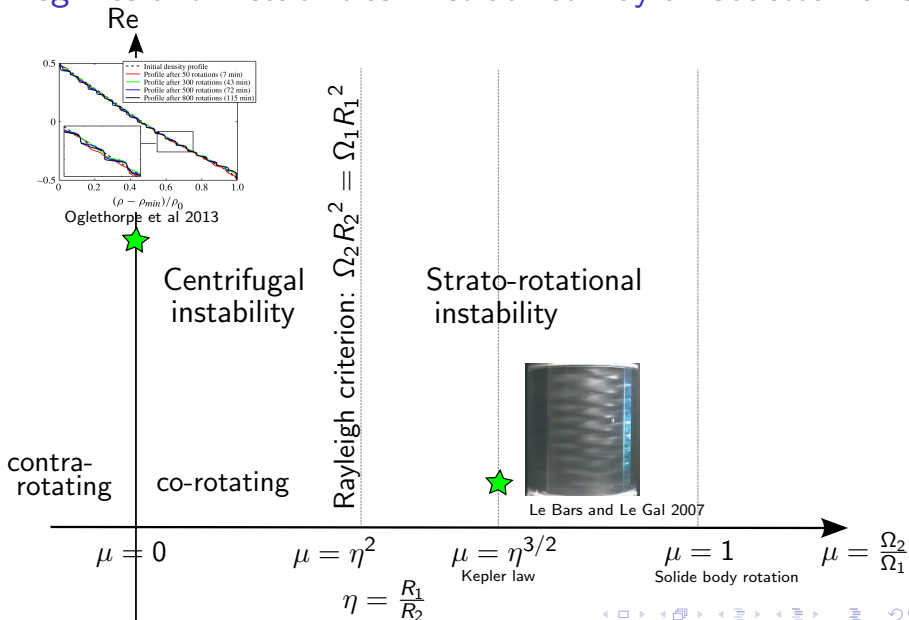 Re
0.5
0
−0.5
Initial density profile
Profile after 50 rotations (7 min)
Profile after 300 rotations (43 min)
Profile after 500 rotations (72 min)
Profile after 800 rotations (115 min)
0 0.2 0.4 0.6 0.8 1.0
(ρ − ρmin)/ρ0
Oglethorpe et al 2013
Centrifugal
instability
Rayleigh criterion: Ω₂R₂² = Ω₁R₁²
Strato-rotational
instability
contra-
rotating
co-rotating
Le Bars and Le Gal 2007
μ = 0
μ = η²
μ = η^{3/2}
Kepler law
μ = 1
Solide body rotation
μ = Ω₂/Ω₁
η = R₁/R₂